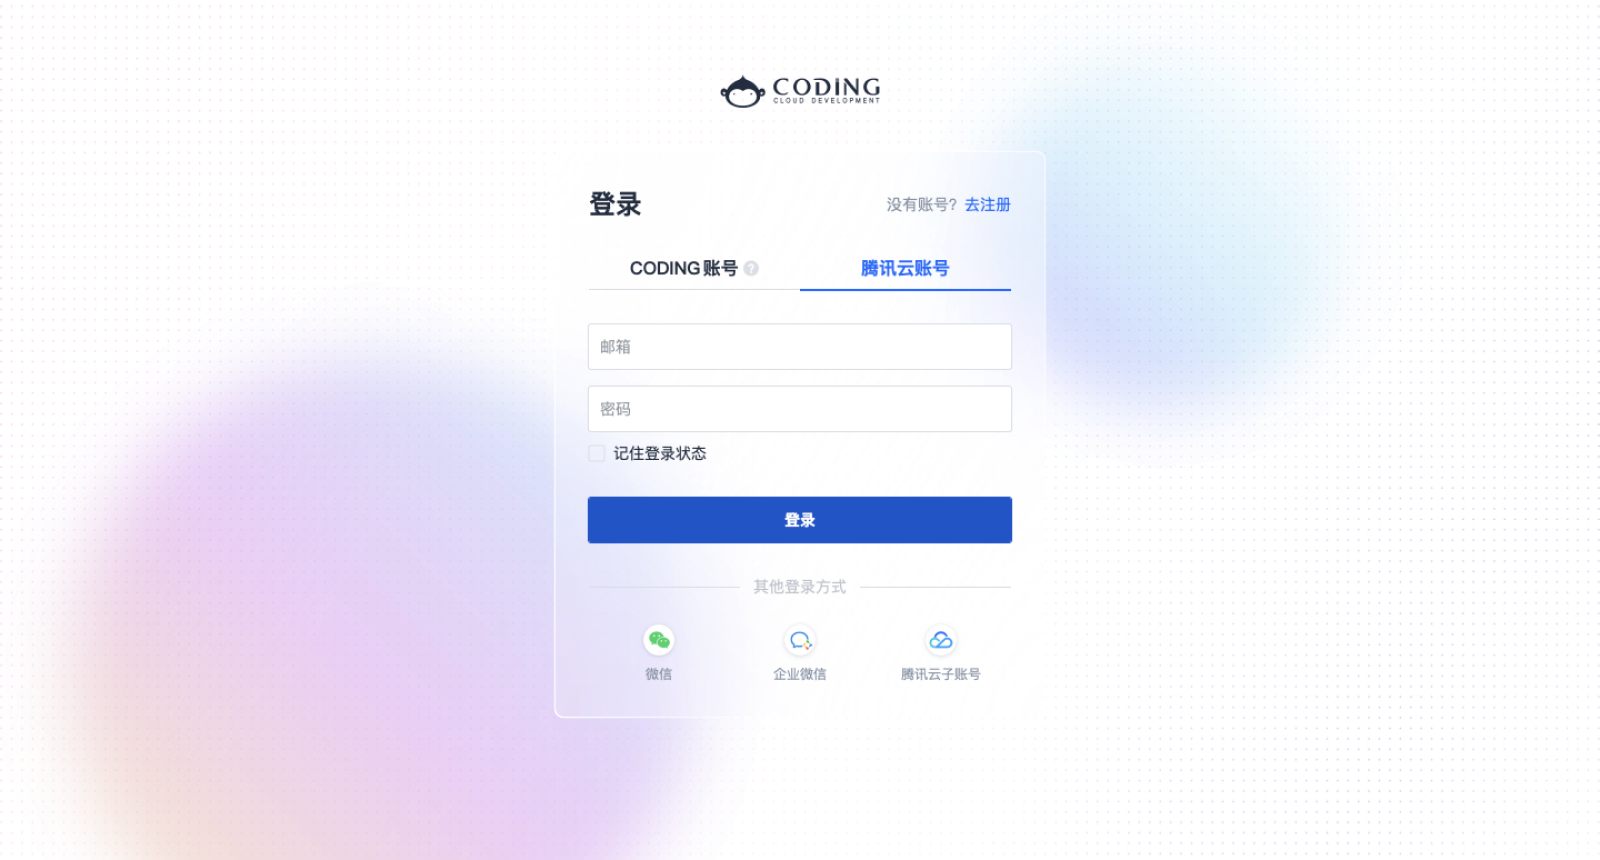 CODING
CLOUD DEVELOPMENT
登录
没有账号? 去注册
CODING 账号 ?
腾讯云账号
邮箱
密码
记住登录状态
登录
其他登录方式
微信
企业微信
腾讯云子账号